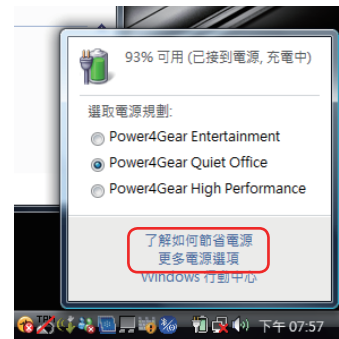 93% 可用 (已接到電源, 充電中)
選取電源規劃:
Power4Gear Entertainment
Power4Gear Quiet Office
Power4Gear High Performance
了解如何節省電源
更多電源選項
Windows 行動中心
下午 07:57